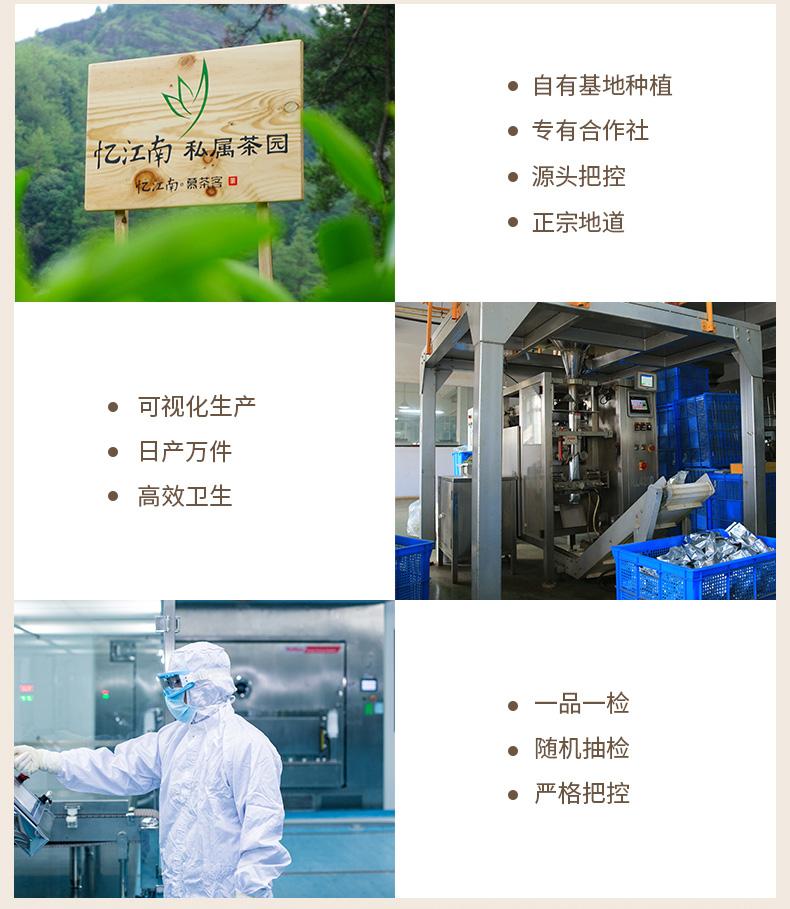 忆江南 私属茶园
忆江南·慕茶客
自有基地种植
专有合作社
源头把控
正宗地道
可视化生产
日产万件
高效卫生
一品一检
随机抽检
严格把控